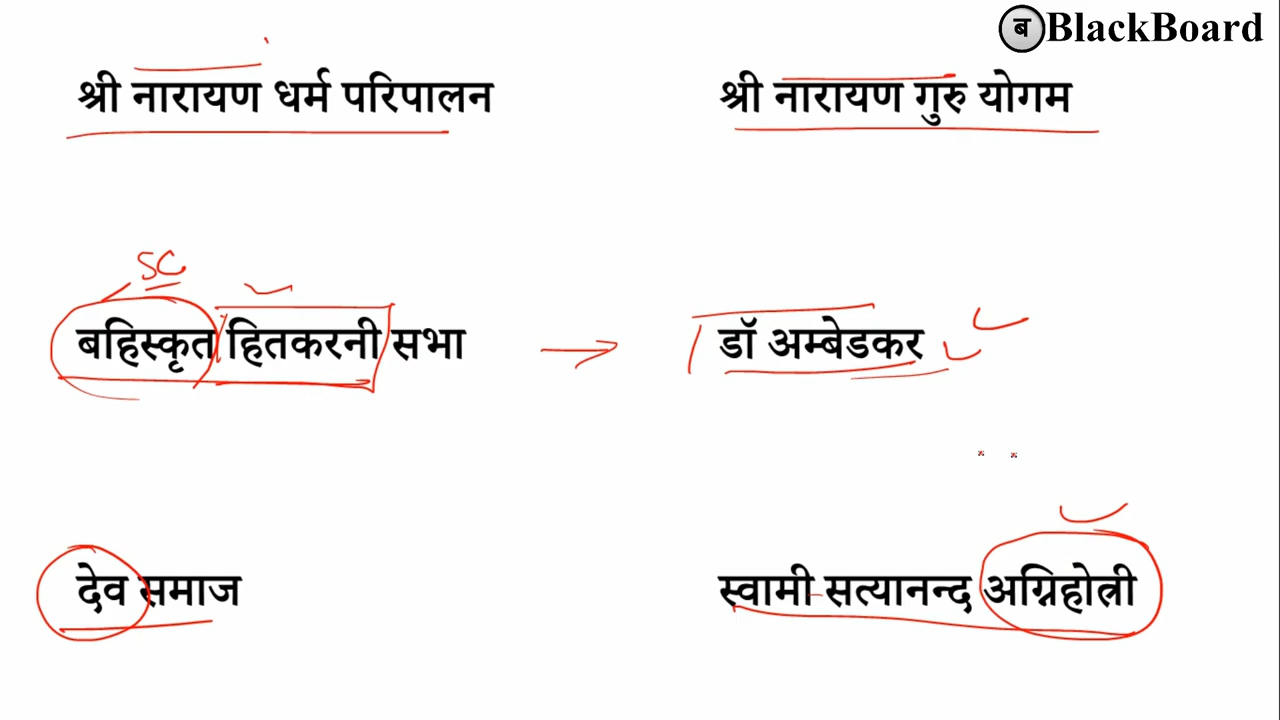 ब BlackBoard
श्री नारायण धर्म परिपालन
श्री नारायण गुरु योगम
SC
बहिस्कृत हितकरनी सभा
डॉ अम्बेडकर
देव समाज
स्वामी सत्यानन्द अग्निहोत्री